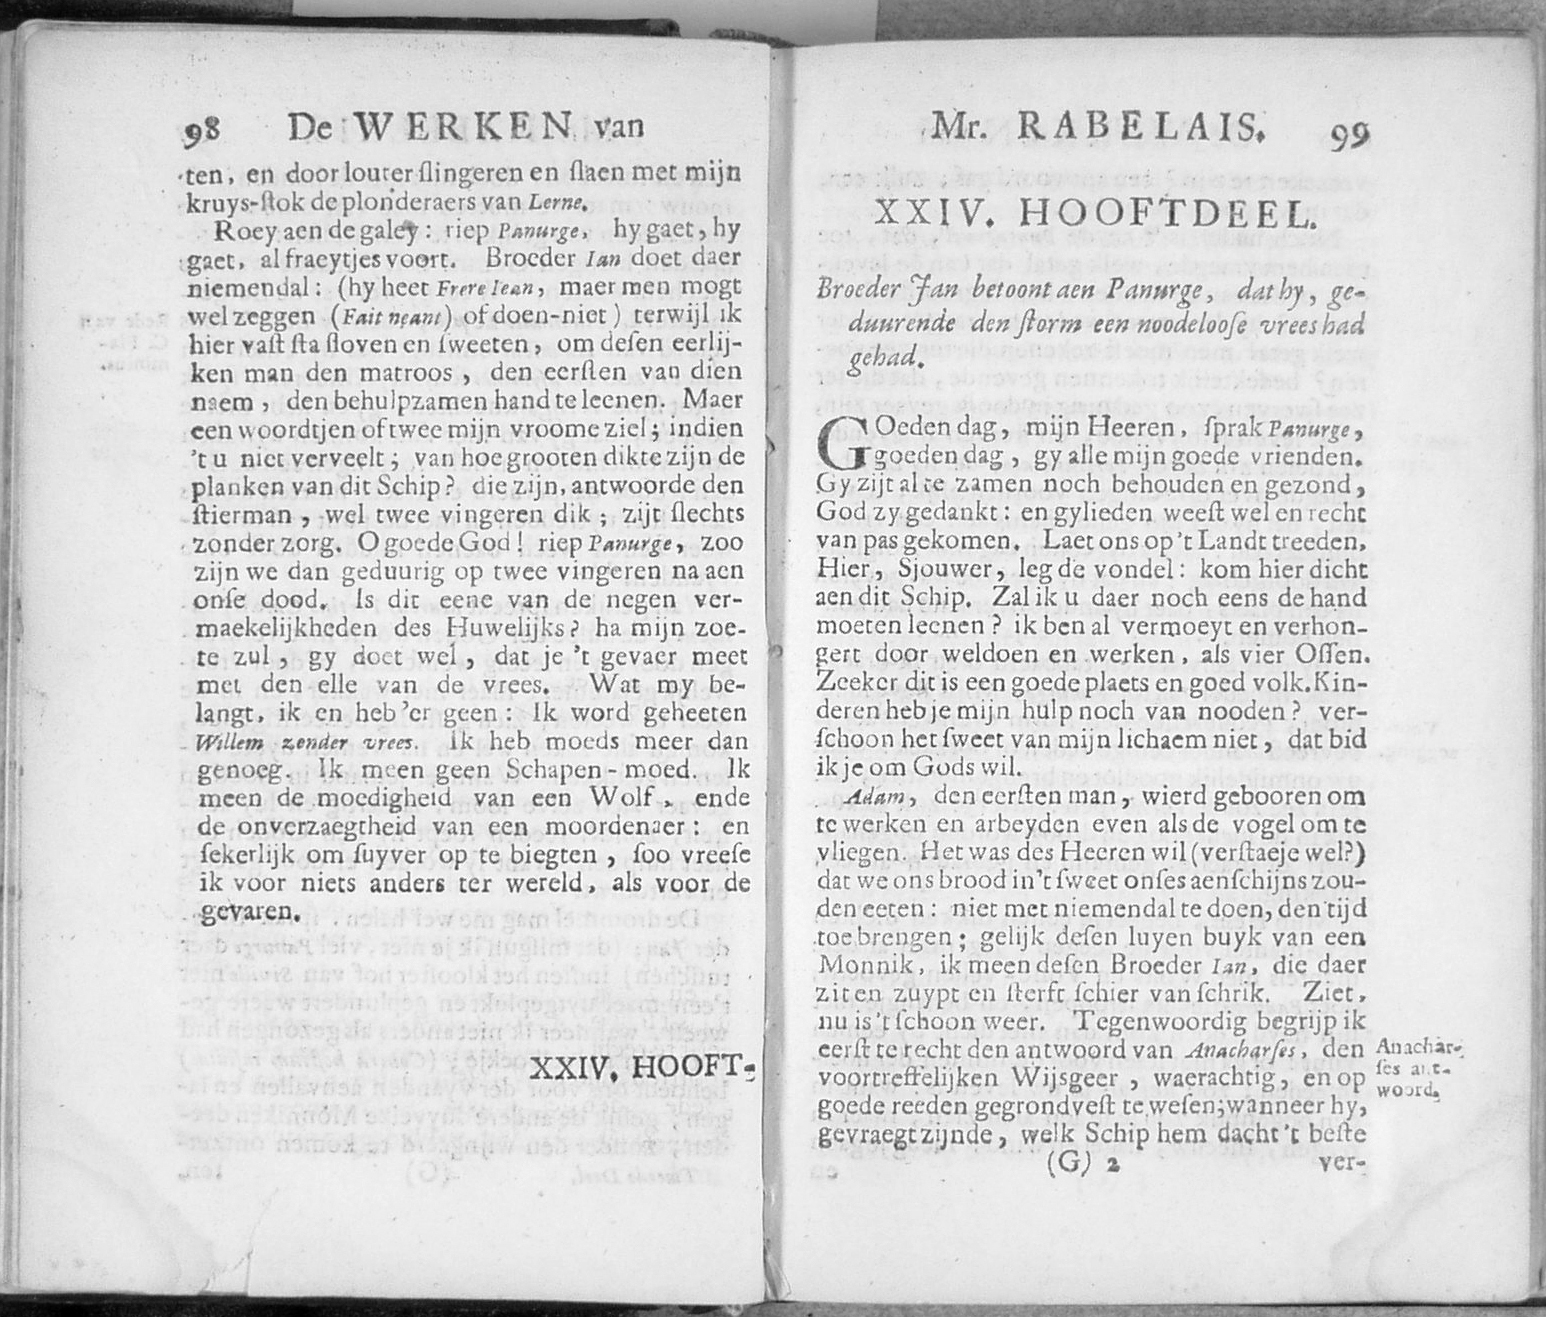 98 De WERKEN van
ten, en door louter ſlingeren en ſlaen met mijn
kruys-ſtok de plonderaers van Lerne.
Roey aen de galey: riep Panurge, hy gaet, hy
gaet, al fraeytjes voort. Broeder Ian doet daer
niemendal: (hy heet Frere Iean, maer men mogt
wel zeggen (Fait neant) of doen-niet) terwijl ik
hier vaſt ſta ſloven en ſweeten, om deſen eerlij-
ken man den matroos, den eerſten van dien
naem, den behulpzamen hand te leenen. Maer
een woordtjen of twee mijn vroome ziel; indien
't u niet verveelt; van hoe grooten dikte zijn de
planken van dit Schip? die zijn, antwoorde den
ſtierman, wel twee vingeren dik; zijt ſlechts
zonder zorg. O goede God! riep Panurge, zoo
zijn we dan geduurig op twee vingeren na aen
onſe dood. Is dit eene van de negen ver-
maekelijkheden des Huwelijks? ha mijn zoe-
te zul, gy doet wel, dat je 't gevaer meet
met den elle van de vrees. Wat my be-
langt, ik en heb 'er geen: Ik word geheeten
Willem zonder vrees. Ik heb moeds meer dan
genoeg. Ik meen geen Schapen-moed. Ik
meen de moedigheid van een Wolf, ende
de onverzaegtheid van een moordenaer: en
ſekerlijk om ſuyver op te biegten, ſoo vreeſe
ik voor niets anders ter wereld, als voor de
gevaren.
XXIV. HOOFT-
Mr. RABELAIS. 99
XXIV. HOOFTDEEL.
Broeder Jan betoont aen Panurge, dat hy, ge-
duurende den ſtorm een noodelooſe vrees had
gehad.
GOeden dag, mijn Heeren, ſprak Panurge,
goeden dag, gy alle mijn goede vrienden.
Gy zijt al te zamen noch behouden en gezond,
God zy gedankt: en gylieden weeſt wel en recht
van pas gekomen. Laet ons op 't Landt treeden.
Hier, Sjouwer, leg de vondel: kom hier dicht
aen dit Schip. Zal ik u daer noch eens de hand
moeten leenen? ik ben al vermoeyt en verhon-
gert door weldoen en werken, als vier Oſſen.
Zeeker dit is een goede plaets en goed volk. Kin-
deren heb je mijn hulp noch van nooden? ver-
ſchoon het ſweet van mijn lichaem niet, dat bid
ik je om Gods wil.
Adam, den eerſten man, wierd gebooren om
te werken en arbeyden even als de vogel om te
vliegen. Het was des Heeren wil (verſtaeje wel?)
dat we ons brood in 't ſweet onſes aenſchijns zou-
den eeten: niet met niemendal te doen, den tijd
toe brengen; gelijk deſen luyen buyk van een
Monnik, ik meen deſen Broeder Ian, die daer
zit en zuypt en ſterft ſchier van ſchrik. Ziet,
nu is 't ſchoon weer. Tegenwoordig begrijp ik
eerſt te recht den antwoord van Anacharſes, den
voortreffelijken Wijsgeer, waerachtig, en op
goede reeden gegrondveſt te weſen; wanneer hy,
gevraegt zijnde, welk Schip hem dacht 't beſte
Anachar-
ſes ant-
woord.
(G) 2 ver-